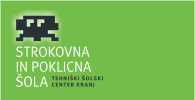 STROKOVNA
IN POKLICNA
ŠOLA TEHNIŠKI ŠOLSKI
CENTER KRANJ